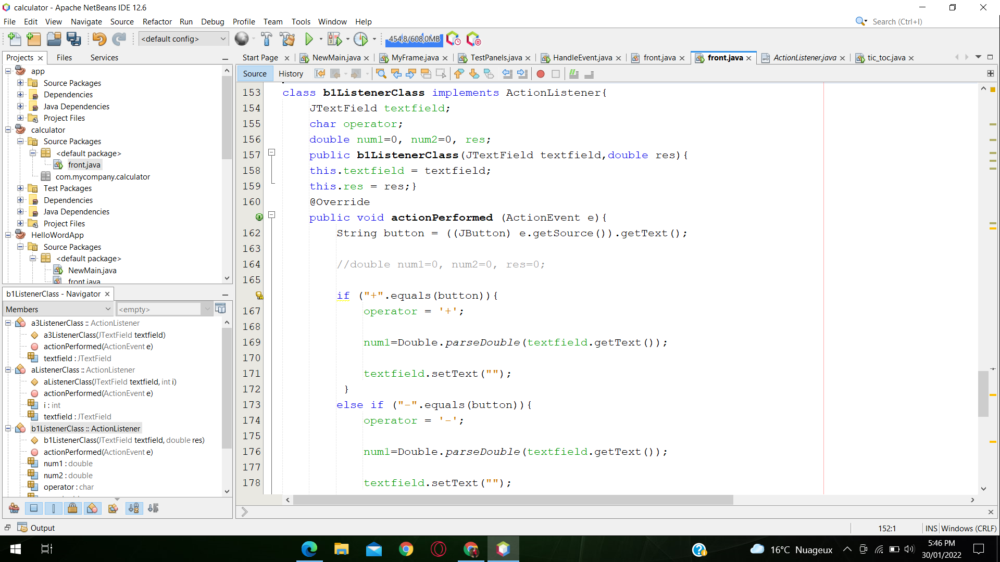 calculator - Apache NetBeans IDE 12.6
File Edit View Navigate Source Refactor Run Debug Profile Team Tools Window Help
Search (Ctrl+I)
<default config>
454,8/608,0MB
Projects Files Services
Start Page NewMain.java MyFrame.java TestPanels.java HandleEvent.java front.java front.java ActionListener.java tic_toc.java
Source History
app
Source Packages
Dependencies
Java Dependencies
Project Files
calculator
Source Packages
<default package>
front.java
com.mycompany.calculator
Test Packages
Dependencies
Java Dependencies
Project Files
HelloWordApp
Source Packages
<default package>
NewMain.java
front.java
b1ListenerClass - Navigator
Members
<empty>
a3ListenerClass :: ActionListener
a3ListenerClass(JTextField textfield)
actionPerformed(ActionEvent e)
textfield : JTextField
aListenerClass :: ActionListener
aListenerClass(JTextField textfield, int i)
actionPerformed(ActionEvent e)
i : int
textfield : JTextField
b1ListenerClass :: ActionListener
b1ListenerClass(JTextField textfield, double res)
actionPerformed(ActionEvent e)
num1 : double
num2 : double
operator : char
153 class b1ListenerClass implements ActionListener{
154 JTextField textfield;
155 char operator;
156 double num1=0, num2=0, res;
157 public b1ListenerClass(JTextField textfield,double res){
158 this.textfield = textfield;
159 this.res = res;}
160 @Override
public void actionPerformed (ActionEvent e){
162 String button = ((JButton) e.getSource()).getText();
163
164 //double num1=0, num2=0, res=0;
165
if ("+".equals(button)){
167 operator = '+';
168
169 num1=Double.parseDouble(textfield.getText());
170
171 textfield.setText("");
172 }
173 else if ("-".equals(button)){
174 operator = '-';
175
176 num1=Double.parseDouble(textfield.getText());
177
178 textfield.setText("");
Output
152:1 INS Windows (CRLF)
16°C Nuageux
5:46 PM
30/01/2022